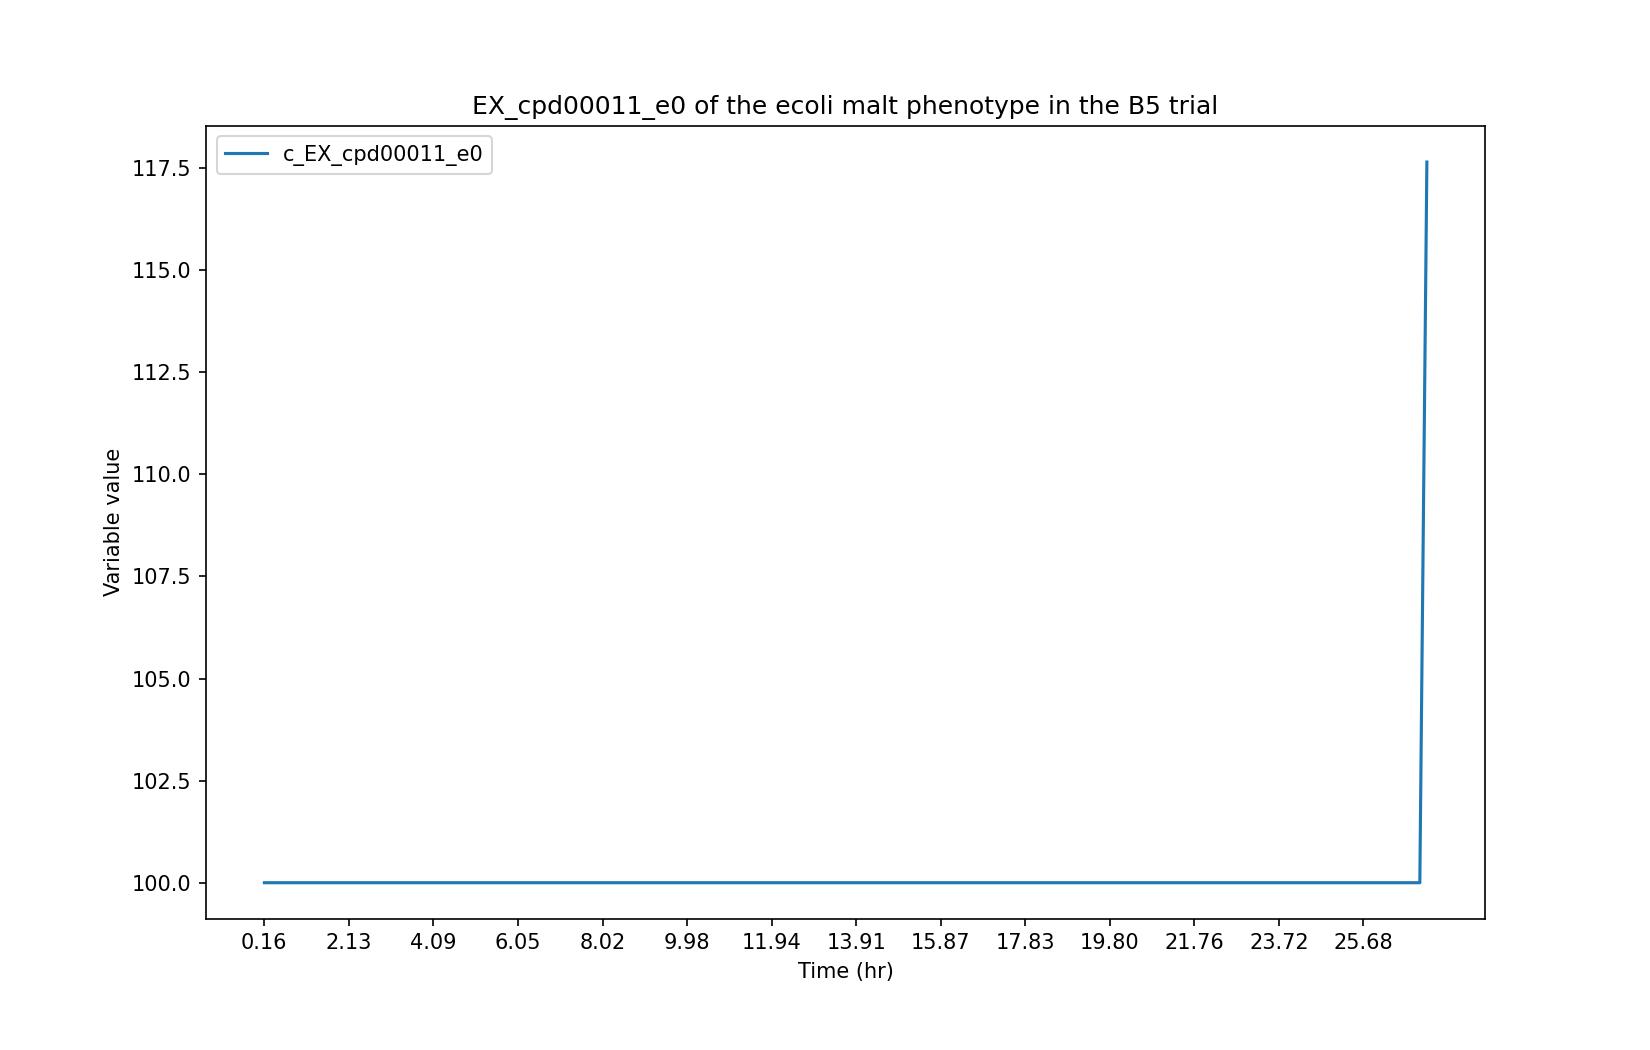 EX_cpd00011_e0 of the ecoli malt phenotype in the B5 trial
c_EX_cpd00011_e0
117.5
115.0
112.5
110.0
107.5
105.0
102.5
100.0
Variable value
0.16 2.13 4.09 6.05 8.02 9.98 11.94 13.91 15.87 17.83 19.80 21.76 23.72 25.68
Time (hr)